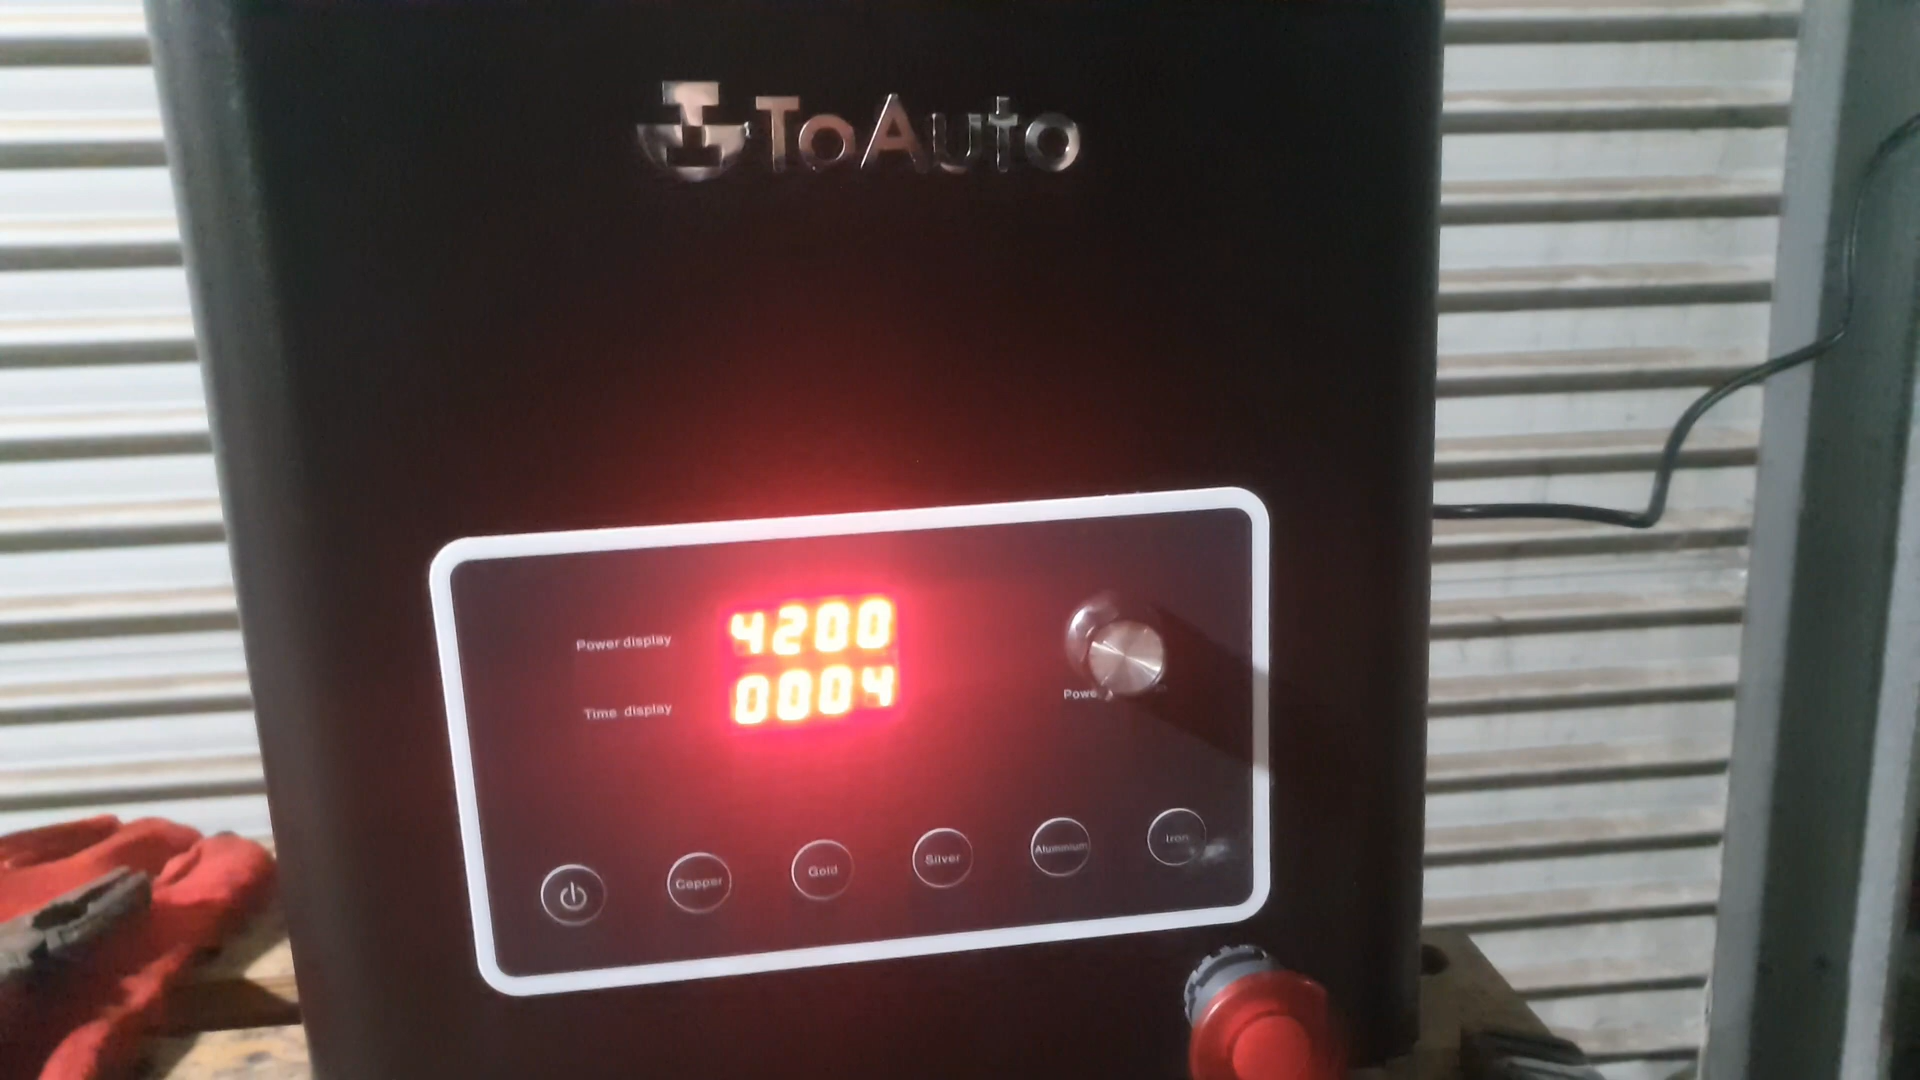 ToAuto
Power display 4200
Time display 0004
Copper
Gold
Silver
Aluminium
Iron